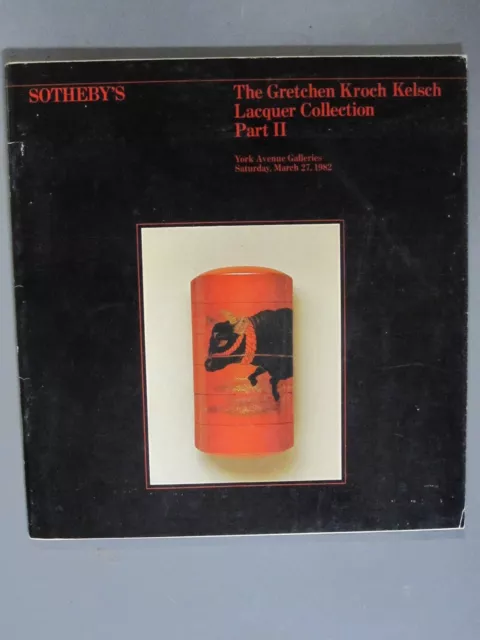 SOTHEBY'S
The Gretchen Kroch Kelsch
Lacquer Collection
Part II
York Avenue Galleries
Saturday, March 27, 1982